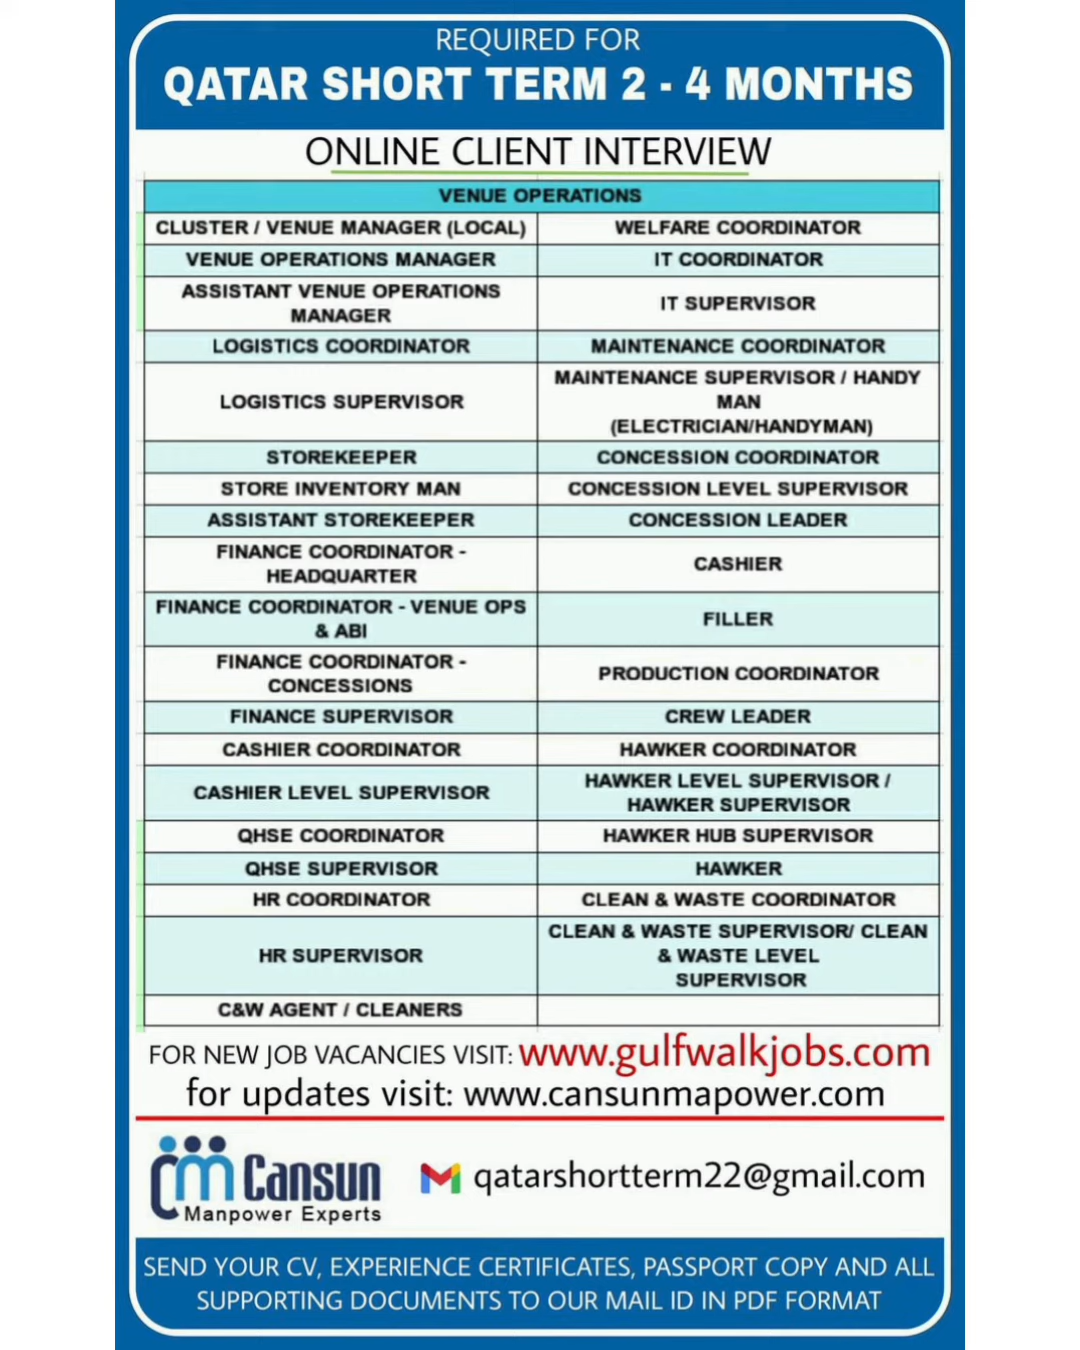 REQUIRED FOR
QATAR SHORT TERM 2 - 4 MONTHS
ONLINE CLIENT INTERVIEW
VENUE OPERATIONS
CLUSTER / VENUE MANAGER (LOCAL)
WELFARE COORDINATOR
VENUE OPERATIONS MANAGER
IT COORDINATOR
ASSISTANT VENUE OPERATIONS
MANAGER
IT SUPERVISOR
LOGISTICS COORDINATOR
MAINTENANCE COORDINATOR
LOGISTICS SUPERVISOR
MAINTENANCE SUPERVISOR / HANDY
MAN
(ELECTRICIAN/HANDYMAN)
STOREKEEPER
CONCESSION COORDINATOR
STORE INVENTORY MAN
CONCESSION LEVEL SUPERVISOR
ASSISTANT STOREKEEPER
CONCESSION LEADER
FINANCE COORDINATOR -
HEADQUARTER
CASHIER
FINANCE COORDINATOR - VENUE OPS
& ABI
FILLER
FINANCE COORDINATOR -
CONCESSIONS
PRODUCTION COORDINATOR
FINANCE SUPERVISOR
CREW LEADER
CASHIER COORDINATOR
HAWKER COORDINATOR
CASHIER LEVEL SUPERVISOR
HAWKER LEVEL SUPERVISOR /
HAWKER SUPERVISOR
QHSE COORDINATOR
HAWKER HUB SUPERVISOR
QHSE SUPERVISOR
HAWKER
HR COORDINATOR
CLEAN & WASTE COORDINATOR
HR SUPERVISOR
CLEAN & WASTE SUPERVISOR/ CLEAN
& WASTE LEVEL
SUPERVISOR
C&W AGENT / CLEANERS
FOR NEW JOB VACANCIES VISIT: www.gulfwalkjobs.com
for updates visit: www.cansunmapower.com
cm Cansun
Manpower Experts
qatarshortterm22@gmail.com
SEND YOUR CV, EXPERIENCE CERTIFICATES, PASSPORT COPY AND ALL
SUPPORTING DOCUMENTS TO OUR MAIL ID IN PDF FORMAT